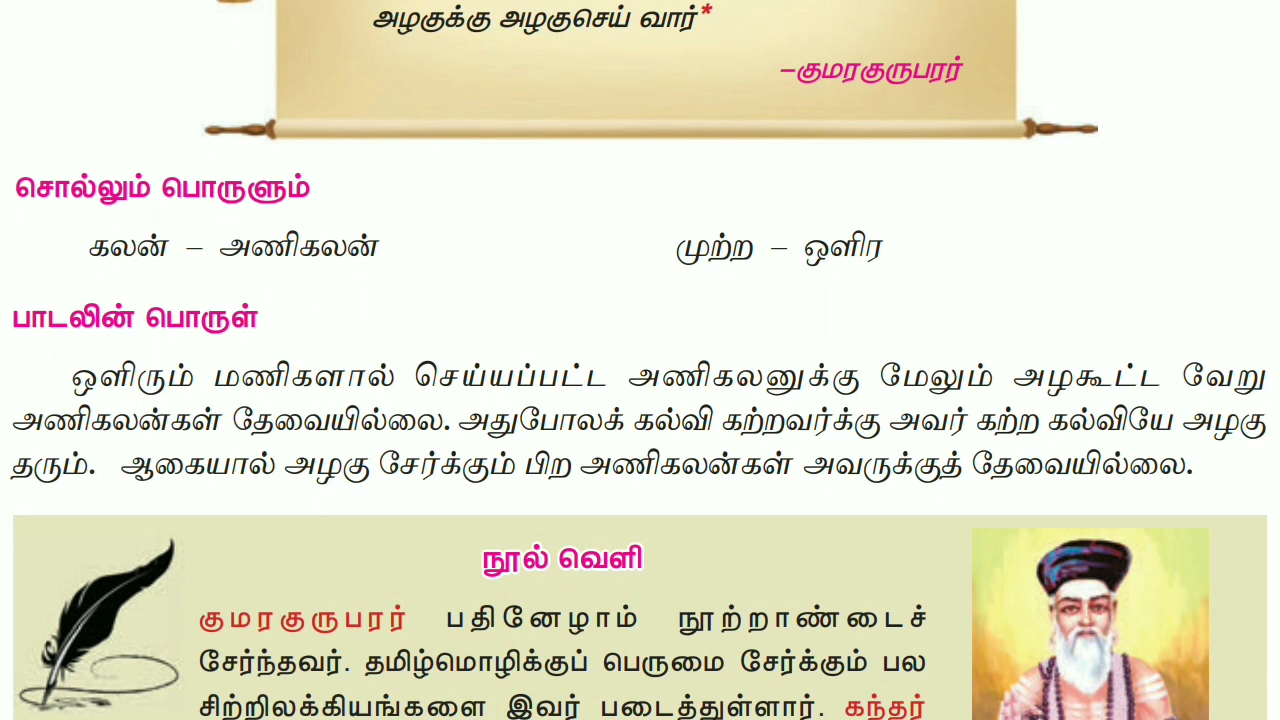 அழகுக்கு அழகுசெய் வார்*
–குமரகுருபரர்
சொல்லும் பொருளும்
கலன் – அணிகலன்
முற்ற – ஒளிர
பாடலின் பொருள்
ஒளிரும் மணிகளால் செய்யப்பட்ட அணிகலனுக்கு மேலும் அழகூட்ட வேறு
அணிகலன்கள் தேவையில்லை. அதுபோலக் கல்வி கற்றவர்க்கு அவர் கற்ற கல்வியே அழகு
தரும். ஆகையால் அழகு சேர்க்கும் பிற அணிகலன்கள் அவருக்குத் தேவையில்லை.
நூல் வெளி
குமரகுருபரர் பதினேழாம் நூற்றாண்டைச்
சேர்ந்தவர். தமிழ்மொழிக்குப் பெருமை சேர்க்கும் பல
சிற்றிலக்கியங்களை இவர் படைத்துள்ளார். கந்தர்